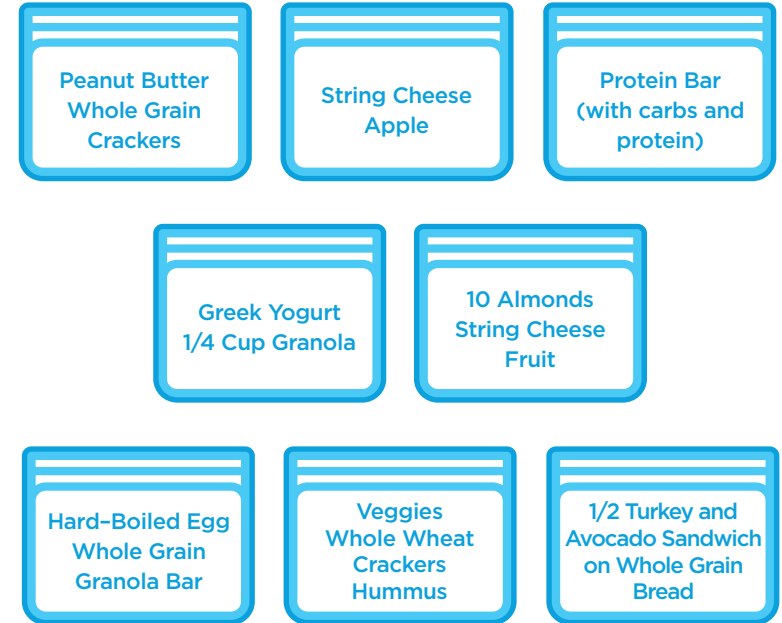 Peanut Butter
Whole Grain
Crackers
String Cheese
Apple
Protein Bar
(with carbs and
protein)
Greek Yogurt
1/4 Cup Granola
10 Almonds
String Cheese
Fruit
Hard–Boiled Egg
Whole Grain
Granola Bar
Veggies
Whole Wheat
Crackers
Hummus
1/2 Turkey and
Avocado Sandwich
on Whole Grain
Bread